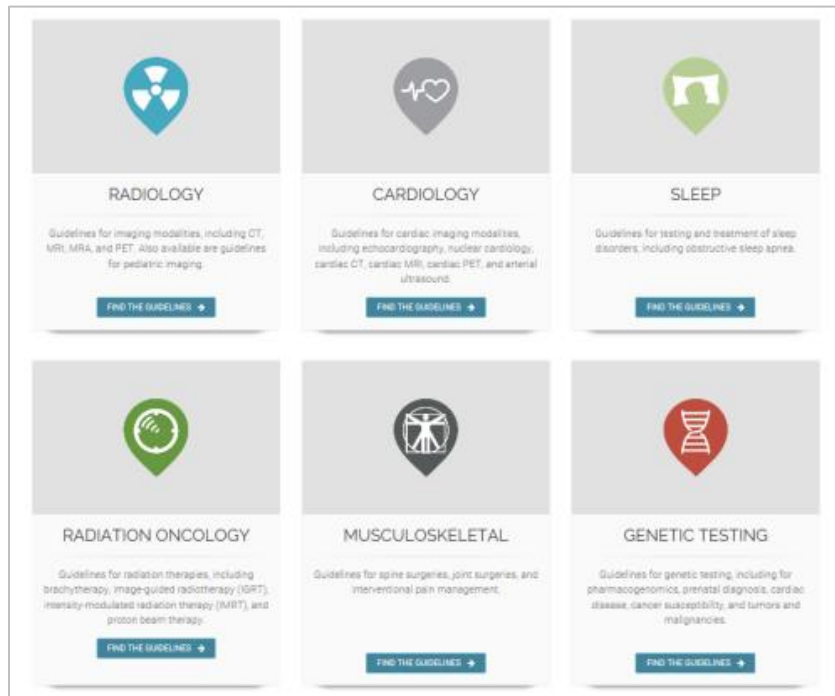 RADIOLOGY
Guidelines for imaging modalities, including CT,
MRI, MRA, and PET. Also available are guidelines
for pediatric imaging.
FIND THE GUIDELINES
CARDIOLOGY
Guidelines for cardiac imaging modalities,
including echocardiography, nuclear cardiology,
cardiac CT, cardiac MRI, cardiac PET, and arterial
ultrasound.
FIND THE GUIDELINES
SLEEP
Guidelines for testing and treatment of sleep
disorders, including obstructive sleep apnea.
FIND THE GUIDELINES
RADIATION ONCOLOGY
Guidelines for radiation therapies, including
brachytherapy, image-guided radiotherapy (IGRT),
intensity-modulated radiation therapy (IMRT), and
proton beam therapy.
FIND THE GUIDELINES
MUSCULOSKELETAL
Guidelines for spine surgeries, joint surgeries, and
interventional pain management.
FIND THE GUIDELINES
GENETIC TESTING
Guidelines for genetic testing, including for
pharmacogenomics, prenatal diagnosis, cardiac
disease, cancer susceptibility, and tumors and
malignancies.
FIND THE GUIDELINES